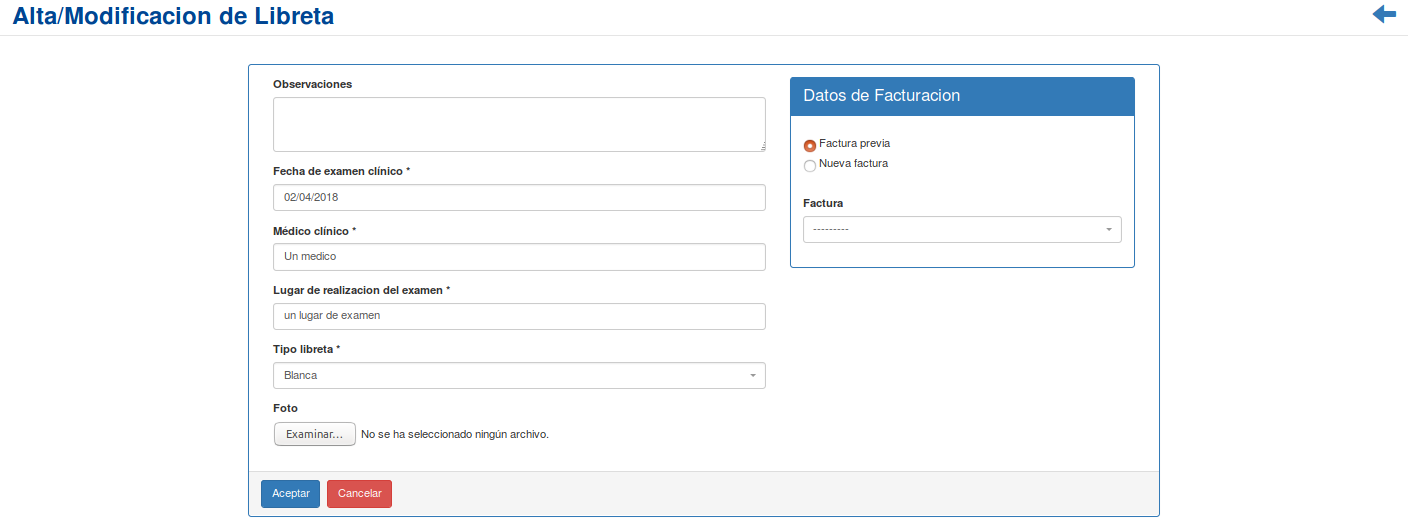 Alta/Modificacion de Libreta
Observaciones
Fecha de examen clínico *
02/04/2018
Médico clínico *
Un medico
Lugar de realizacion del examen *
un lugar de examen
Tipo libreta *
Blanca
Foto
Examinar... No se ha seleccionado ningún archivo.
Aceptar Cancelar
Datos de Facturacion
Factura previa
Nueva factura
Factura
---------